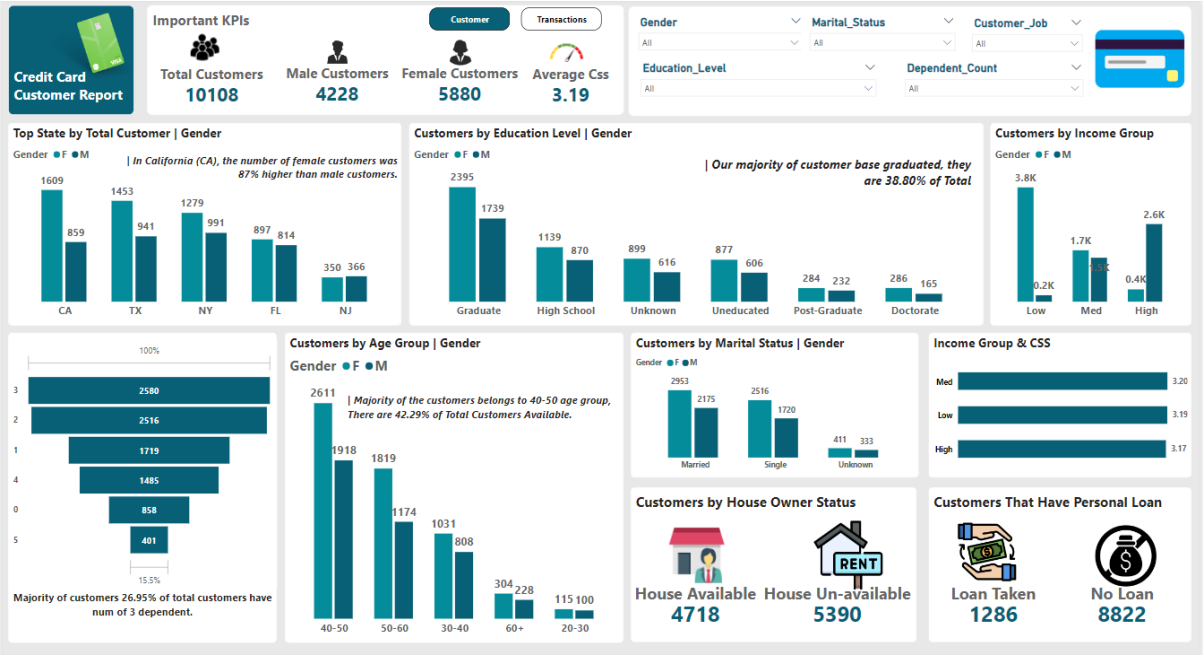 Credit Card
Customer Report
VISA
Important KPIs
Customer
Transactions
Total Customers
10108
Male Customers
4228
Female Customers
5880
Average Css
3.19
Gender
All
Marital_Status
All
Customer_Job
All
Education_Level
All
Dependent_Count
All
Top State by Total Customer | Gender
Gender F M
| In California (CA), the number of female customers was
87% higher than male customers.
1609
859
1453
941
1279
991
897
814
350
366
CA
TX
NY
FL
NJ
Customers by Education Level | Gender
Gender F M
| Our majority of customer base graduated, they
are 38.80% of Total
2395
1739
1139
870
899
616
877
606
284
232
286
165
Graduate
High School
Unknown
Uneducated
Post-Graduate
Doctorate
Customers by Income Group
Gender F M
3.8K
0.2K
1.7K
1.5K
0.4K
2.6K
Low
Med
High
100%
3
2580
2
2516
1
1719
4
1485
0
858
5
401
15.5%
Majority of customers 26.95% of total customers have
num of 3 dependent.
Customers by Age Group | Gender
Gender F M
| Majority of the customers belongs to 40-50 age group,
There are 42.29% of Total Customers Available.
2611
1918
1819
1174
1031
808
304
228
115
100
40-50
50-60
30-40
60+
20-30
Customers by Marital Status | Gender
Gender F M
2953
2175
2516
1720
411
333
Married
Single
Unknown
Income Group & CSS
Med
3.20
Low
3.19
High
3.17
Customers by House Owner Status
RENT
House Available
4718
House Un-available
5390
Customers That Have Personal Loan
Loan Taken
1286
No Loan
8822